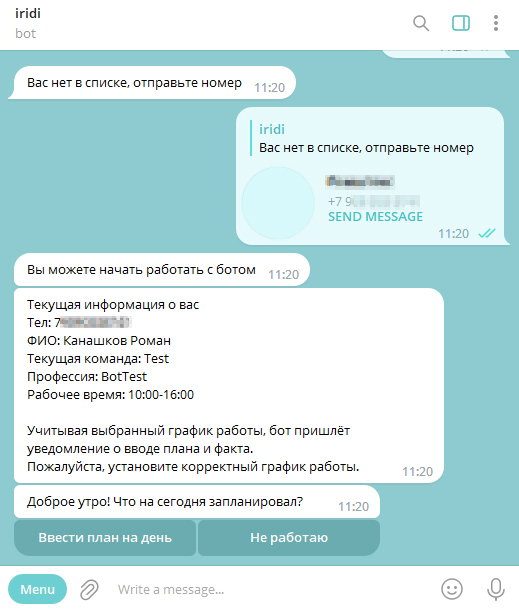 iridi
bot
Вас нет в списке, отправьте номер
11:20
iridi
Вас нет в списке, отправьте номер
+7 9
SEND MESSAGE
11:20
Вы можете начать работать с ботом
11:20
Текущая информация о вас
Тел: 7
ФИО: Канашков Роман
Текущая команда: Test
Профессия: BotTest
Рабочее время: 10:00-16:00
Учитывая выбранный график работы, бот пришлёт
уведомление о вводе плана и факта.
Пожалуйста, установите корректный график работы.
11:20
Доброе утро! Что на сегодня запланировал?
11:20
Ввести план на день
Не работаю
Menu
Write a message...